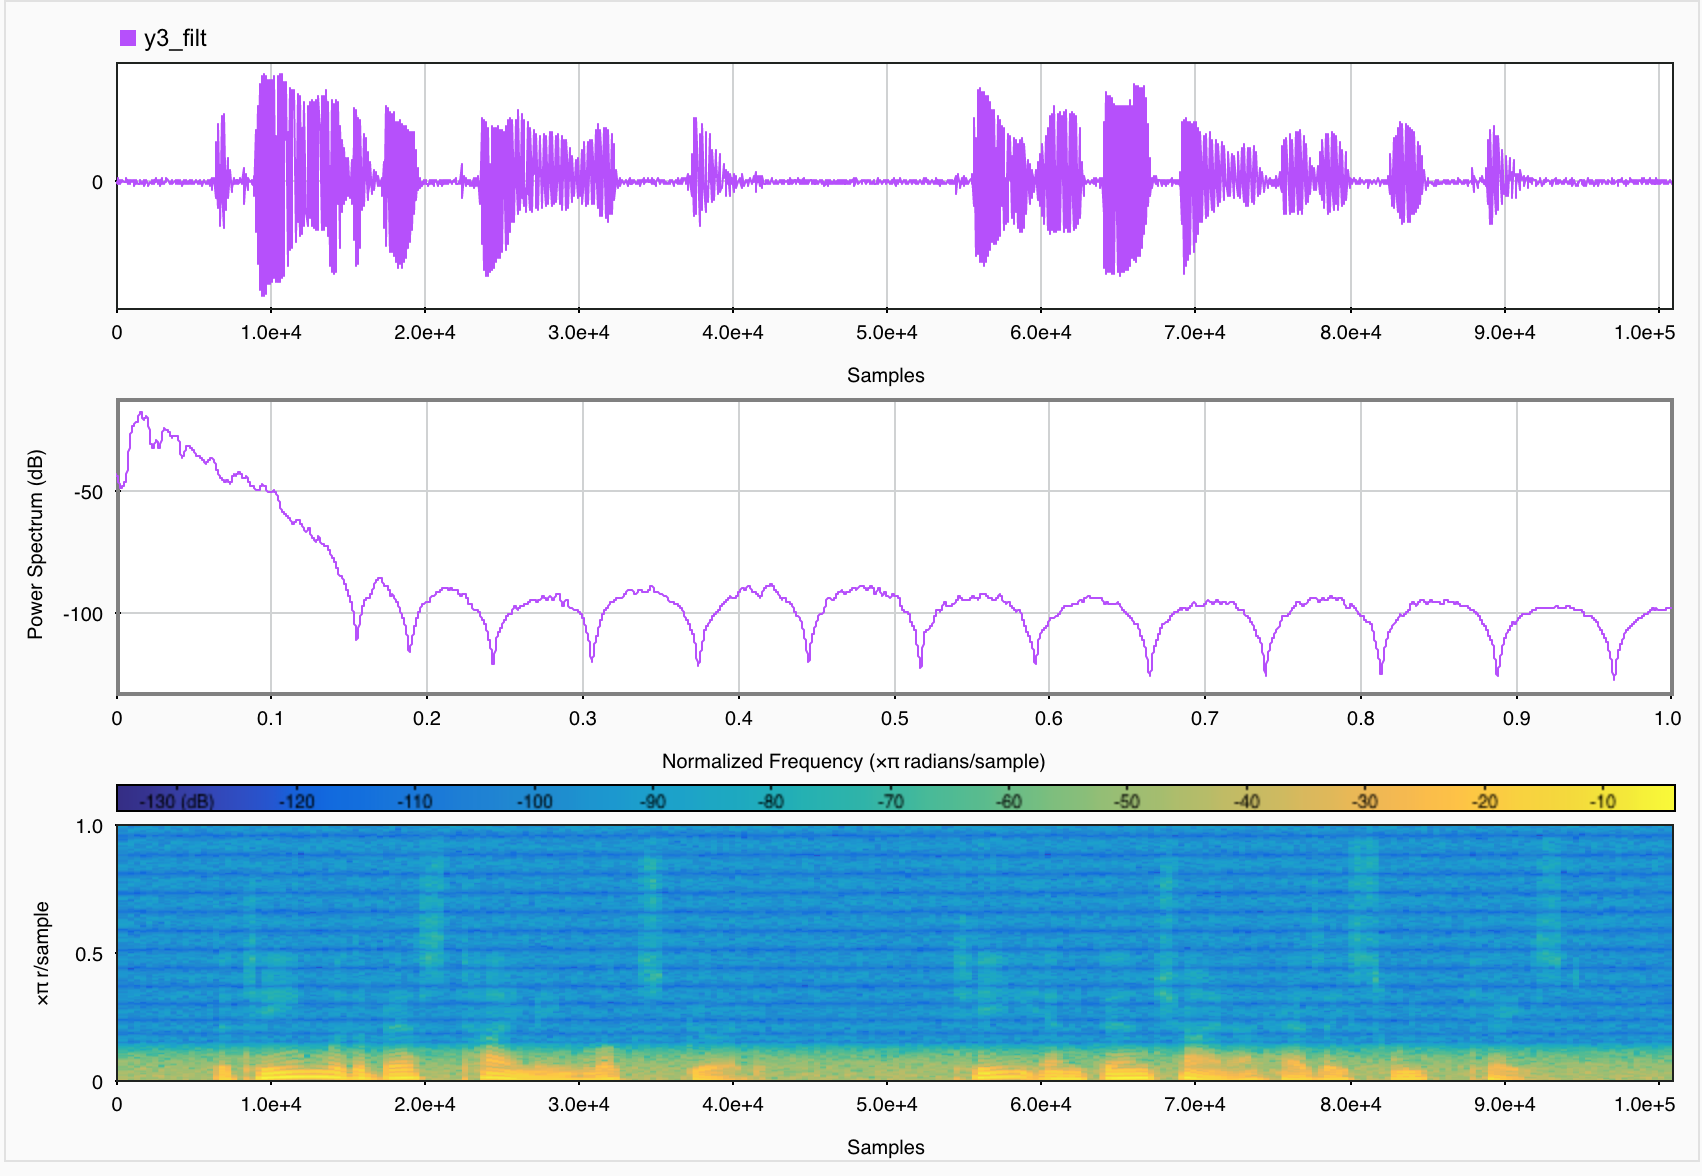 y3_filt
0
0 1.0e+4 2.0e+4 3.0e+4 4.0e+4 5.0e+4 6.0e+4 7.0e+4 8.0e+4 9.0e+4 1.0e+5
Samples
Power Spectrum (dB)
-50
-100
0 0.1 0.2 0.3 0.4 0.5 0.6 0.7 0.8 0.9 1.0
Normalized Frequency (×π radians/sample)
-130 (dB) -120 -110 -100 -90 -80 -70 -60 -50 -40 -30 -20 -10
×π r/sample
1.0
0.5
0
0 1.0e+4 2.0e+4 3.0e+4 4.0e+4 5.0e+4 6.0e+4 7.0e+4 8.0e+4 9.0e+4 1.0e+5
Samples